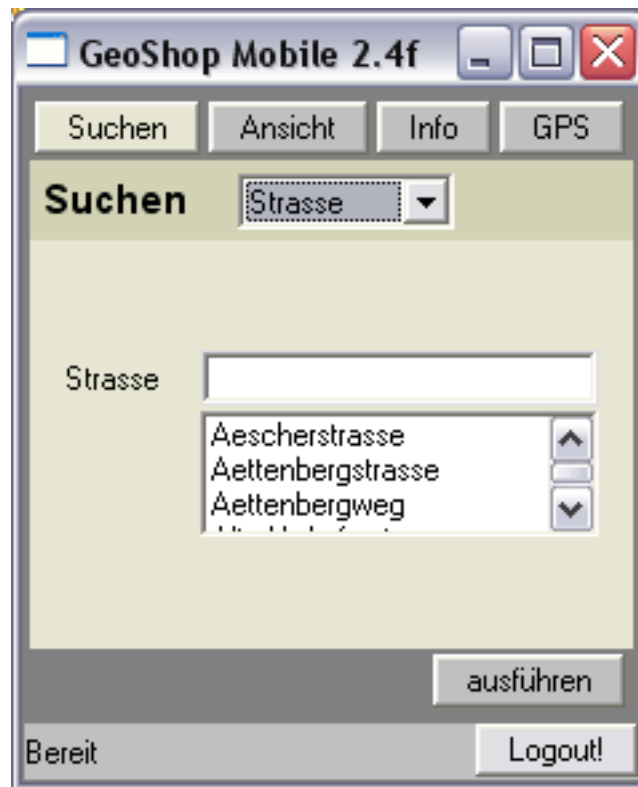 GeoShop Mobile 2.4f
Suchen Ansicht Info GPS
Suchen Strasse
Strasse
Aescherstrasse
Aettenbergstrasse
Aettenbergweg
ausführen
Bereit Logout!